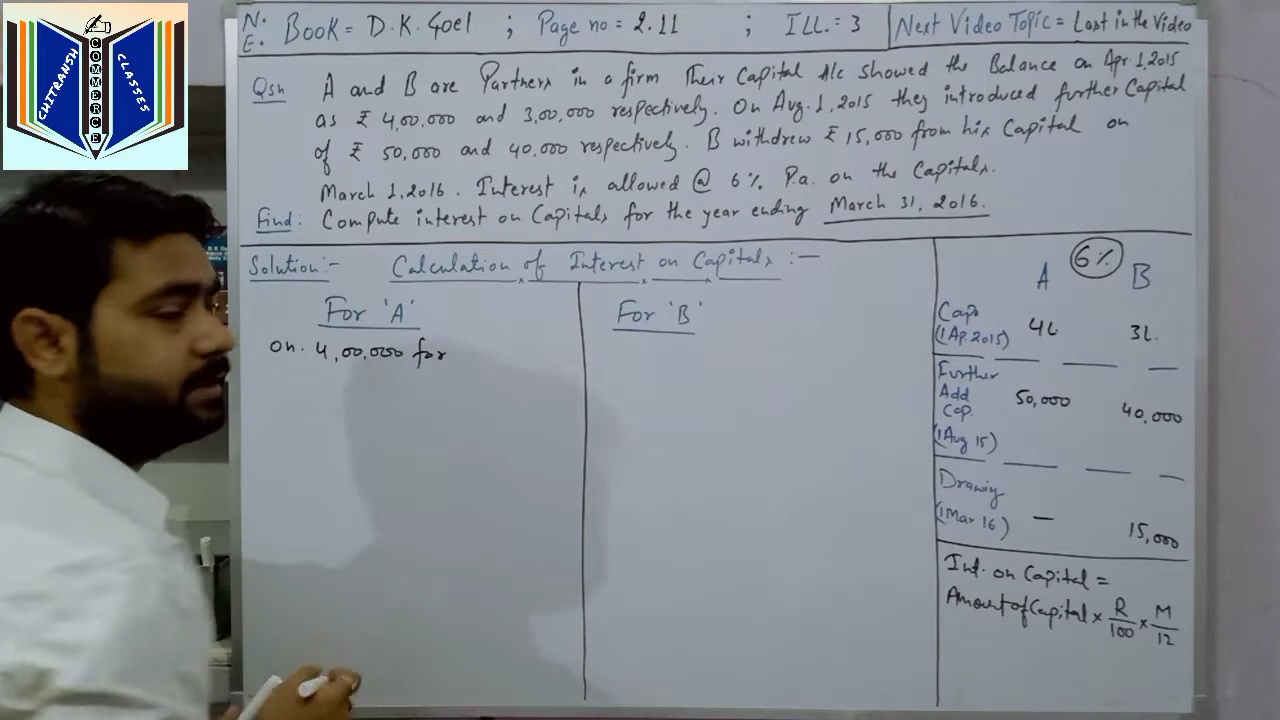 CHITRANSH
COMMERCE
CLASSES
N. BOOK = D.K. Goel ; Page no = 2.11 ; ILL. = 3 Next Video Topic = Last in the Video
E.
Qsn A and B are Partners in a firm Their Capital A/c showed the Balance on Apr 1, 2015
as ₹ 4,00,000 and 3,00,000 respectively. On Aug. 1, 2015 they introduced further Capital
of ₹ 50,000 and 40,000 respectively. B withdrew ₹ 15,000 from his Capital on
March 1, 2016. Interest is allowed @ 6% P.a. on the Capitals.
Find: Compute interest on Capitals for the year ending March 31, 2016.
Solution:- Calculation of Interest on Capitals :-
For 'A'
on. 4,00,000 for
For 'B'
6%
A B
Cap.
(1 Ap. 2015) 4L 3L.
Further
Add 50,000 40,000
Cap.
(1 Aug 15)
Drawing
(1 Mar 16) — 15,000
Int. on Capital =
Amount of Capital × R/100 × M/12